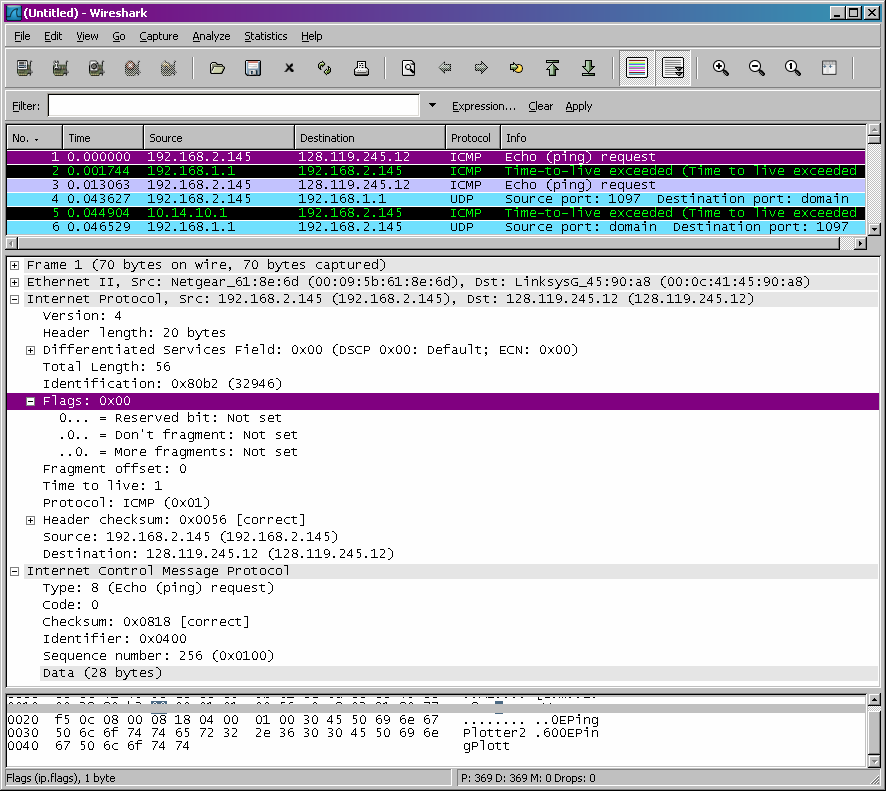 (Untitled) - Wireshark
File Edit View Go Capture Analyze Statistics Help
Filter: Expression... Clear Apply
No. . Time Source Destination Protocol Info
1 0.000000 192.168.2.145 128.119.245.12 ICMP Echo (ping) request
2 0.001744 192.168.1.1 192.168.2.145 ICMP Time-to-live exceeded (Time to live exceeded
3 0.013063 192.168.2.145 128.119.245.12 ICMP Echo (ping) request
4 0.043627 192.168.2.145 192.168.1.1 UDP Source port: 1097 Destination port: domain
5 0.044904 10.14.10.1 192.168.2.145 ICMP Time-to-live exceeded (Time to live exceeded
6 0.046529 192.168.1.1 192.168.2.145 UDP Source port: domain Destination port: 1097
Frame 1 (70 bytes on wire, 70 bytes captured)
Ethernet II, Src: Netgear_61:8e:6d (00:09:5b:61:8e:6d), Dst: LinksysG_45:90:a8 (00:0c:41:45:90:a8)
Internet Protocol, Src: 192.168.2.145 (192.168.2.145), Dst: 128.119.245.12 (128.119.245.12)
Version: 4
Header length: 20 bytes
Differentiated Services Field: 0x00 (DSCP 0x00: Default; ECN: 0x00)
Total Length: 56
Identification: 0x80b2 (32946)
Flags: 0x00
0... = Reserved bit: Not set
.0.. = Don't fragment: Not set
..0. = More fragments: Not set
Fragment offset: 0
Time to live: 1
Protocol: ICMP (0x01)
Header checksum: 0x0056 [correct]
Source: 192.168.2.145 (192.168.2.145)
Destination: 128.119.245.12 (128.119.245.12)
Internet Control Message Protocol
Type: 8 (Echo (ping) request)
Code: 0
Checksum: 0x0818 [correct]
Identifier: 0x0400
Sequence number: 256 (0x0100)
Data (28 bytes)
0020 f5 0c 08 00 08 18 04 00 01 00 30 45 50 69 6e 67 ........ ..0EPing
0030 50 6c 6f 74 74 65 72 32 2e 36 30 30 45 50 69 6e Plotter2 .600EPin
0040 67 50 6c 6f 74 74 gPlott
Flags (ip.flags), 1 byte P: 369 D: 369 M: 0 Drops: 0